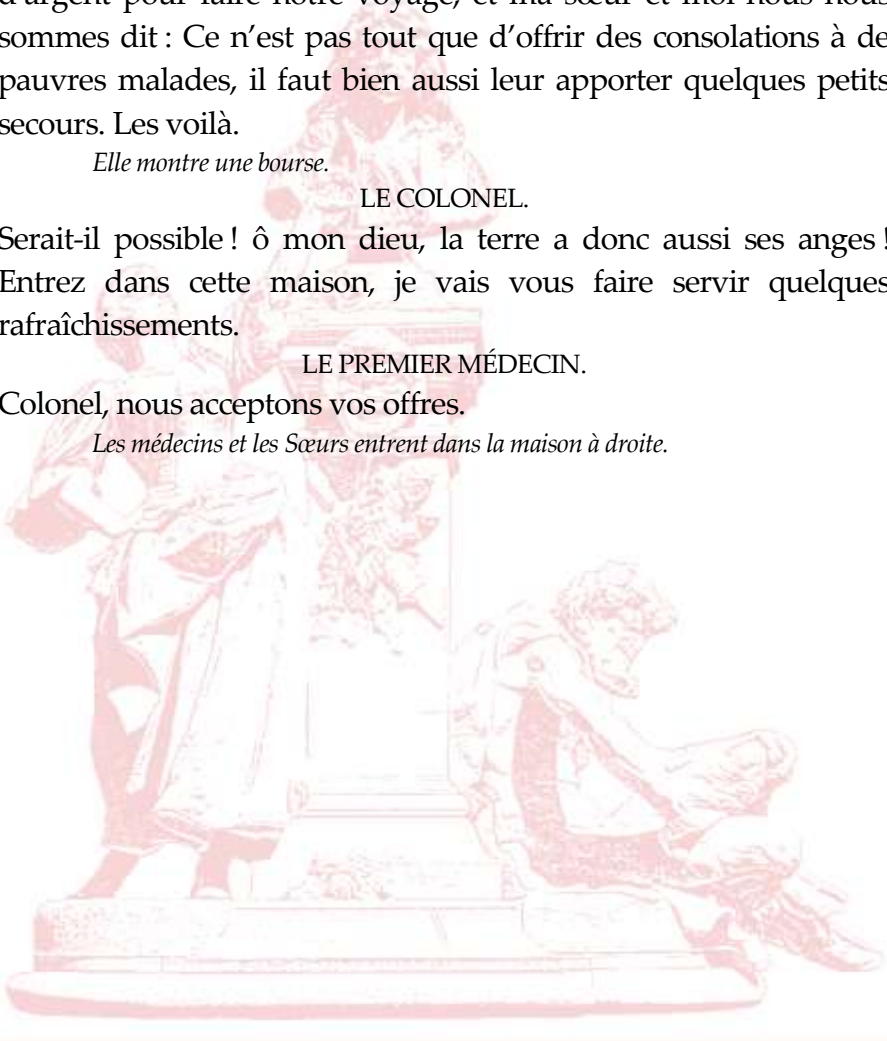 d'argent pour faire notre voyage, et ma sœur et moi nous nous
sommes dit : Ce n'est pas tout que d'offrir des consolations à de
pauvres malades, il faut bien aussi leur apporter quelques petits
secours. Les voilà.
Elle montre une bourse.
LE COLONEL.
Serait-il possible ! ô mon dieu, la terre a donc aussi ses anges !
Entrez dans cette maison, je vais vous faire servir quelques
rafraîchissements.
LE PREMIER MÉDECIN.
Colonel, nous acceptons vos offres.
Les médecins et les Sœurs entrent dans la maison à droite.